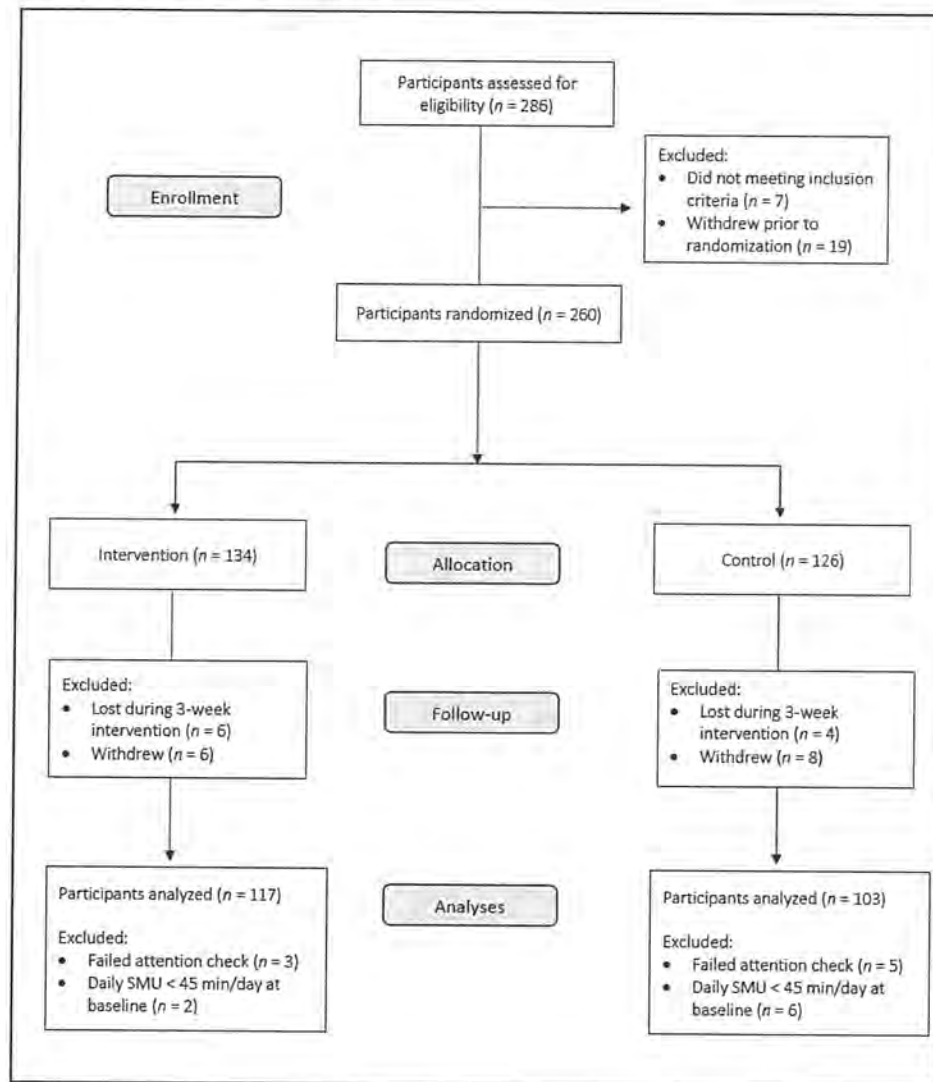 Participants assessed for
eligibility (n = 286)
Excluded:
• Did not meeting inclusion
criteria (n = 7)
• Withdrew prior to
randomization (n = 19)
Enrollment
Participants randomized (n = 260)
Intervention (n = 134)
Allocation
Control (n = 126)
Excluded:
• Lost during 3-week
intervention (n = 6)
• Withdrew (n = 6)
Follow-up
Excluded:
• Lost during 3-week
intervention (n = 4)
• Withdrew (n = 8)
Participants analyzed (n = 117)
Excluded:
• Failed attention check (n = 3)
• Daily SMU < 45 min/day at
baseline (n = 2)
Analyses
Participants analyzed (n = 103)
Excluded:
• Failed attention check (n = 5)
• Daily SMU < 45 min/day at
baseline (n = 6)